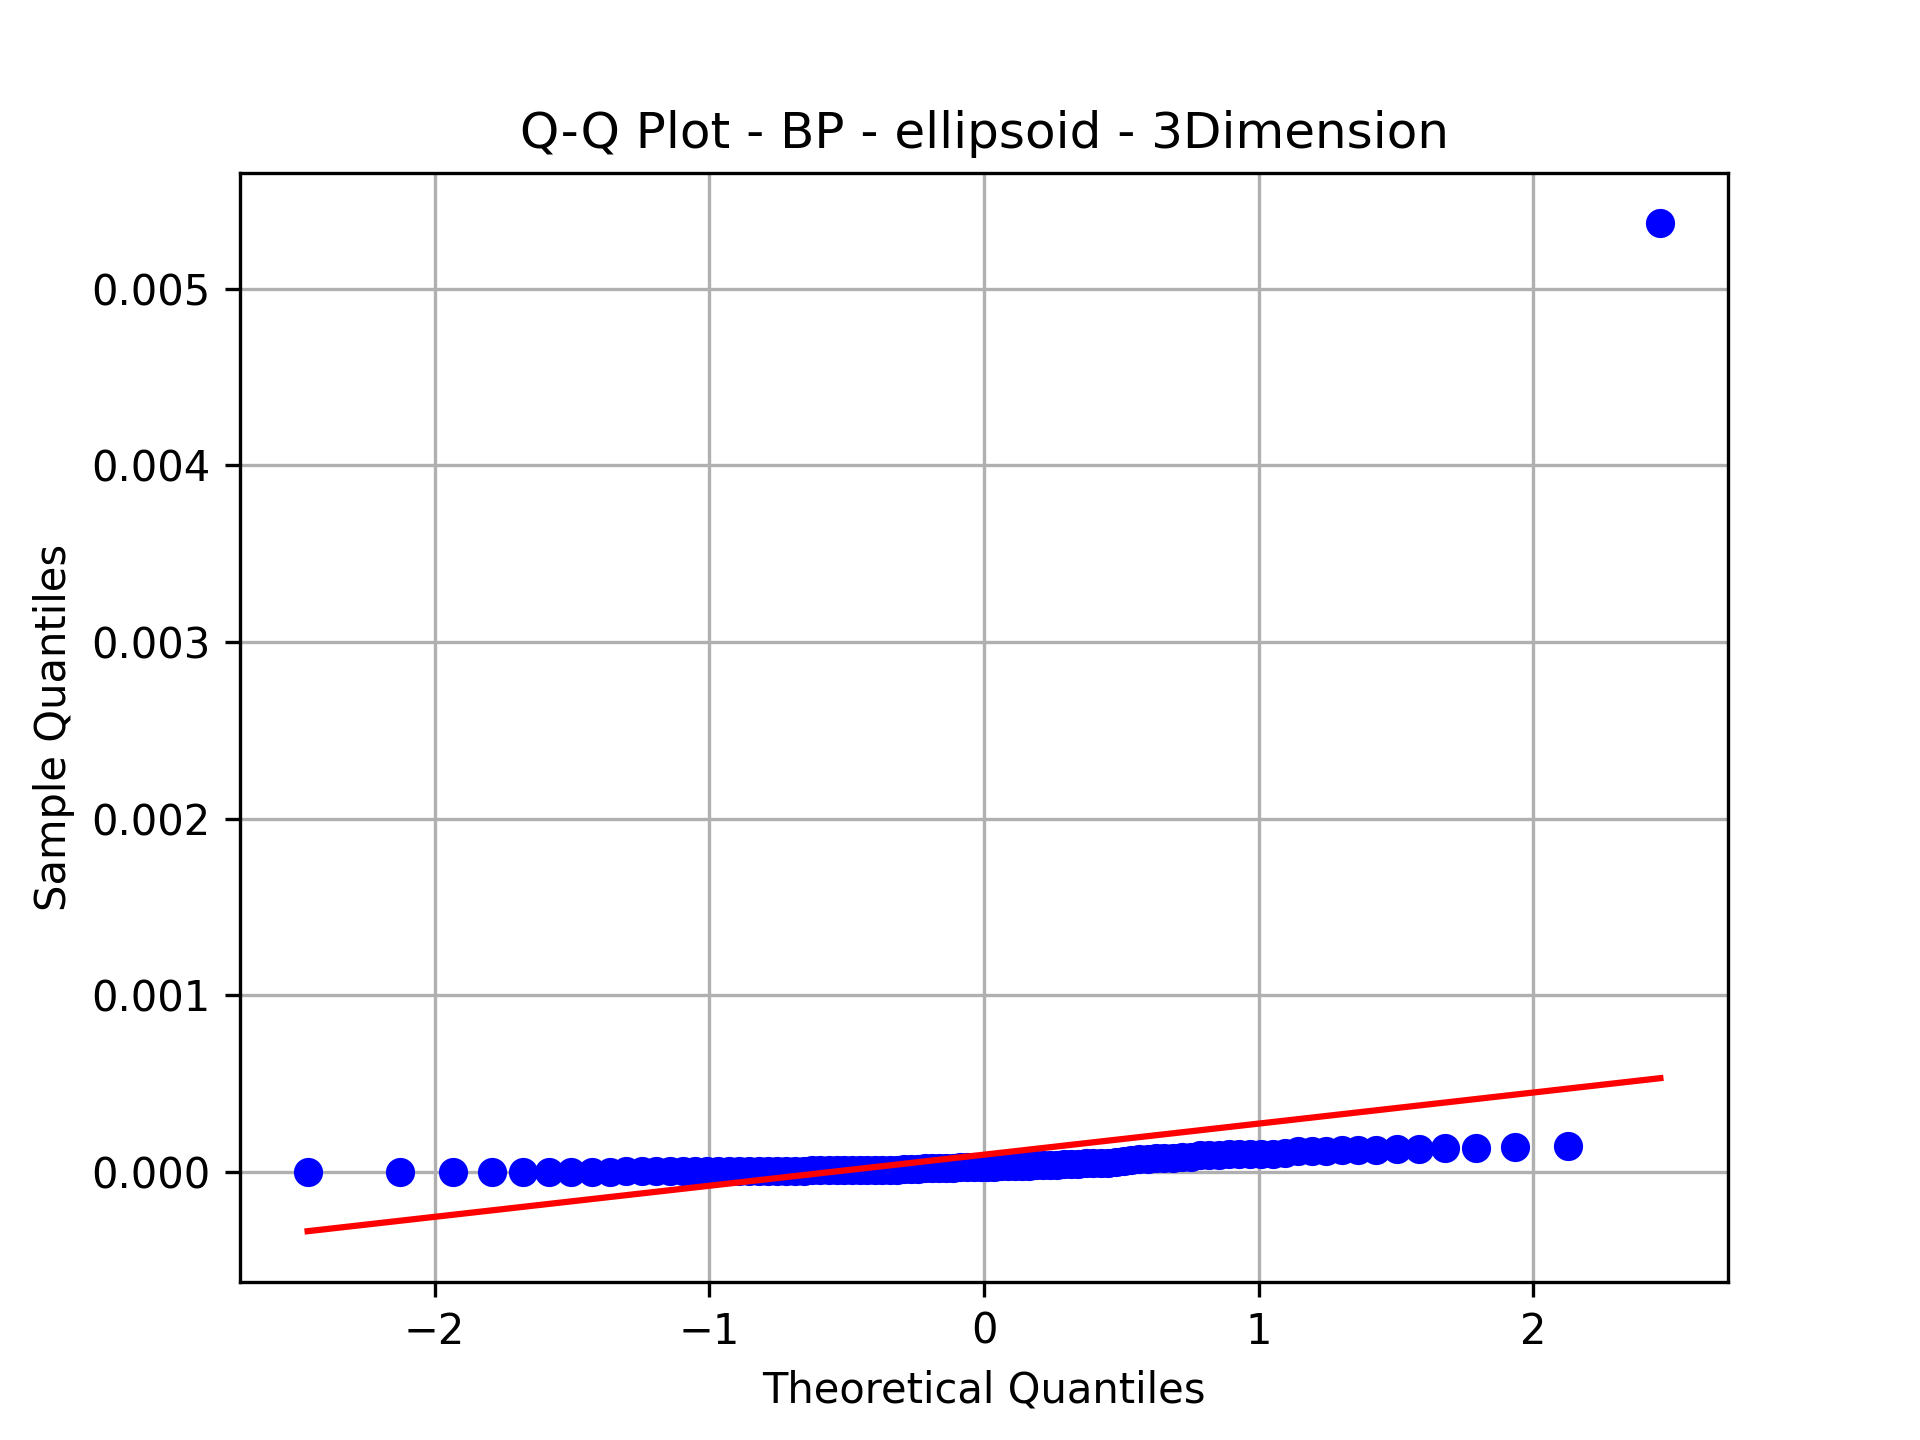 Q-Q Plot - BP - ellipsoid - 3Dimension
0.005
0.004
0.003
0.002
0.001
0.000
Sample Quantiles
−2 −1 0 1 2
Theoretical Quantiles